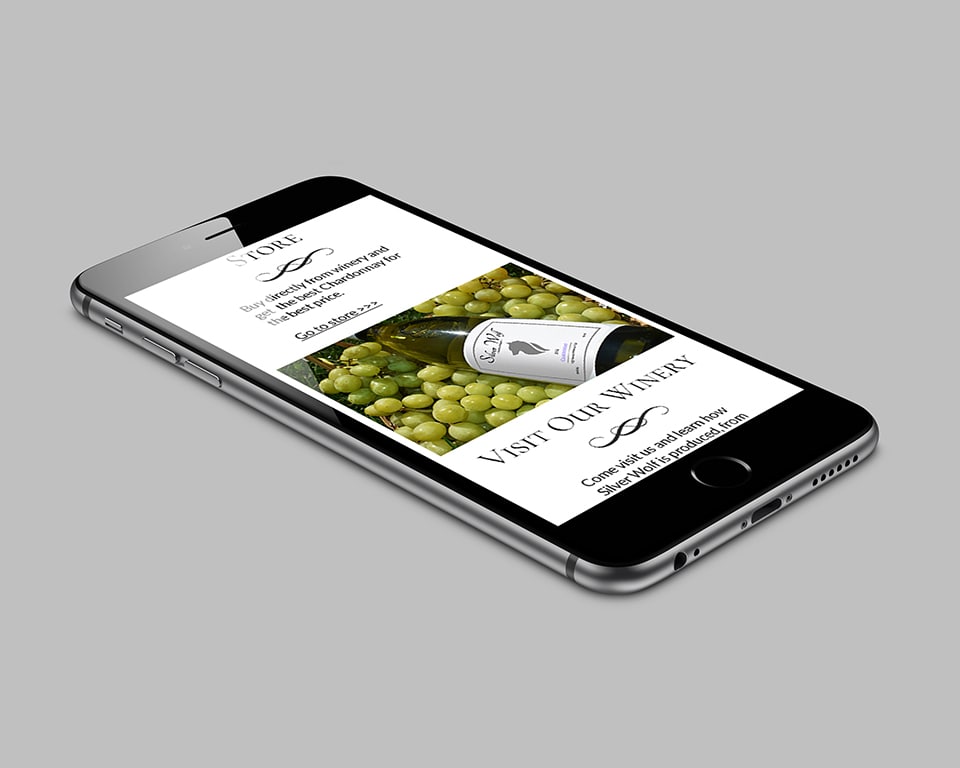 STORE
Buy directly from winery and
get the best Chardonnay for
the best price.
Go to store >>>
Silver Wolf
VISIT OUR WINERY
Come visit us and learn how
Silver Wolf is produced, from